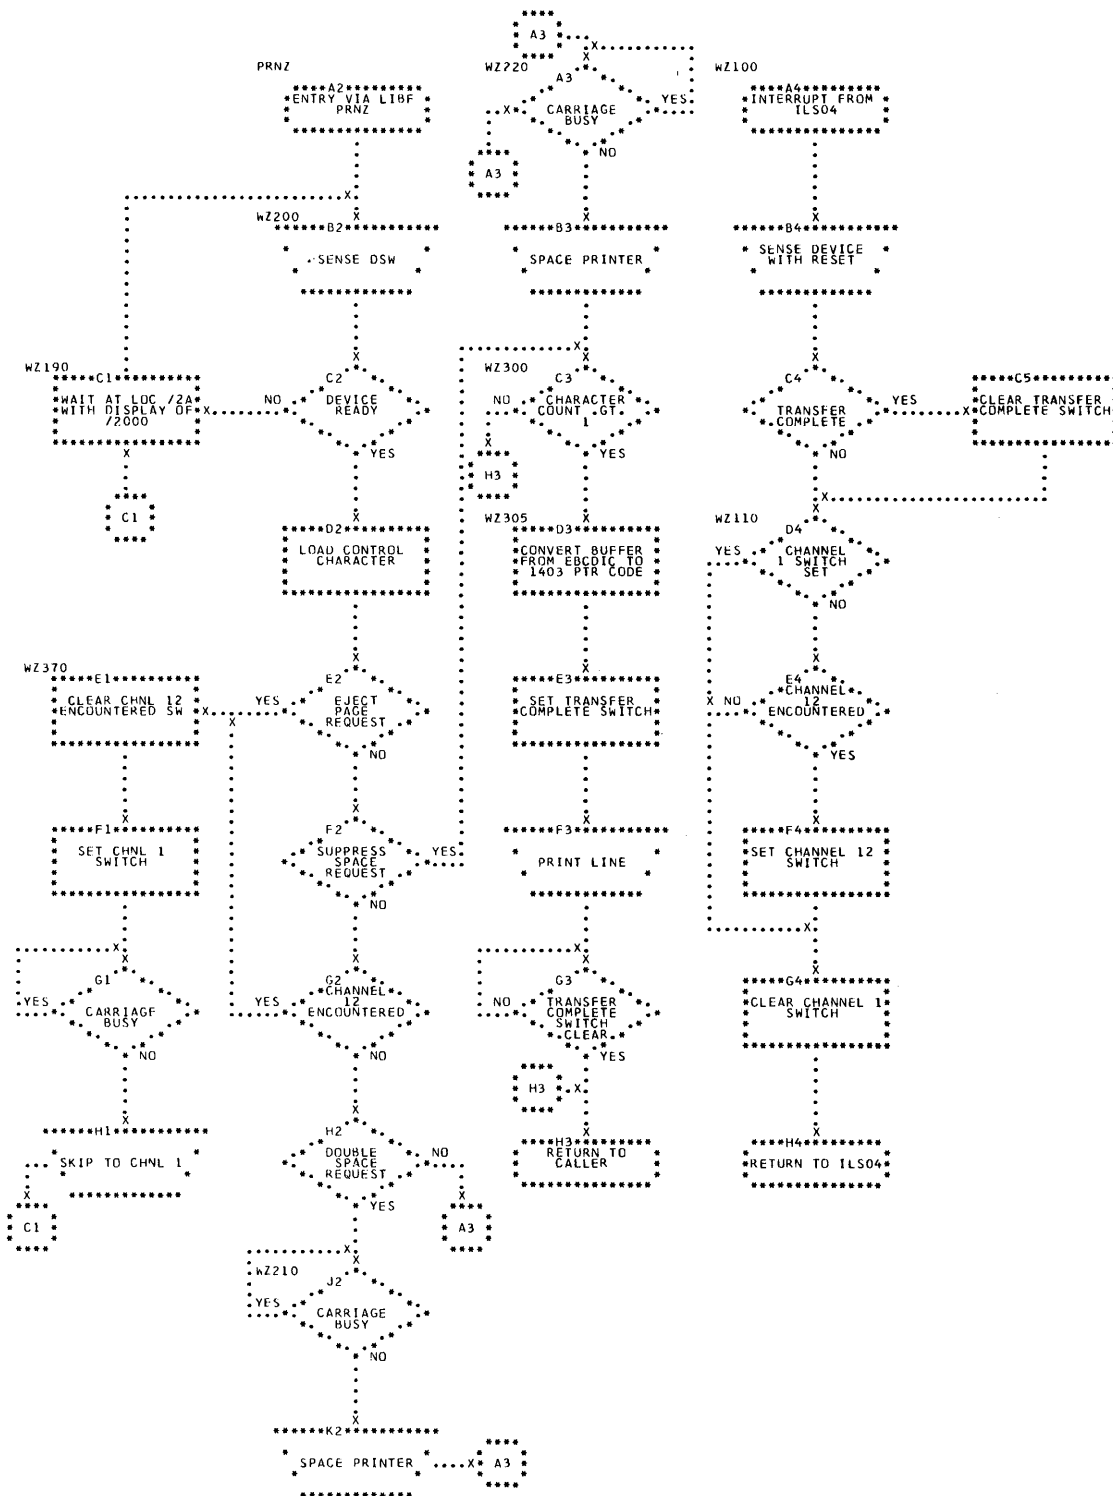 A3
PRNZ
WZ220
WZ100
A2
ENTRY VIA LIBF
PRNZ
A3
CARRIAGE
BUSY
YES
NO
A3
A4
INTERRUPT FROM
ILS04
WZ200
B2
SENSE DSW
B3
SPACE PRINTER
B4
SENSE DEVICE
WITH RESET
WZ190
C1
WAIT AT LOC /2A
WITH DISPLAY OF
/2000
NO
C2
DEVICE
READY
YES
WZ300
C3
CHARACTER
COUNT .GT.
1
NO
YES
H3
C4
TRANSFER
COMPLETE
YES
NO
C5
CLEAR TRANSFER
COMPLETE SWITCH
C1
D2
LOAD CONTROL
CHARACTER
WZ305
D3
CONVERT BUFFER
FROM EBCDIC TO
1403 PTR CODE
WZ110
D4
YES
CHANNEL
1 SWITCH
SET
NO
WZ370
E1
CLEAR CHNL 12
ENCOUNTERED SW
YES
E2
EJECT
PAGE
REQUEST
NO
E3
SET TRANSFER
COMPLETE SWITCH
E4
CHANNEL
12
ENCOUNTERED
NO
YES
F1
SET CHNL 1
SWITCH
F2
SUPPRESS
SPACE
REQUEST
YES
NO
F3
PRINT LINE
F4
SET CHANNEL 12
SWITCH
G1
YES
CARRIAGE
BUSY
NO
G2
CHANNEL
12
ENCOUNTERED
YES
NO
G3
NO
TRANSFER
COMPLETE
SWITCH
CLEAR
YES
G4
CLEAR CHANNEL 1
SWITCH
H3
H1
SKIP TO CHNL 1
H2
DOUBLE
SPACE
REQUEST
NO
YES
H3
RETURN TO
CALLER
H4
RETURN TO ILS04
C1
A3
WZ210
J2
YES
CARRIAGE
BUSY
NO
K2
SPACE PRINTER
A3